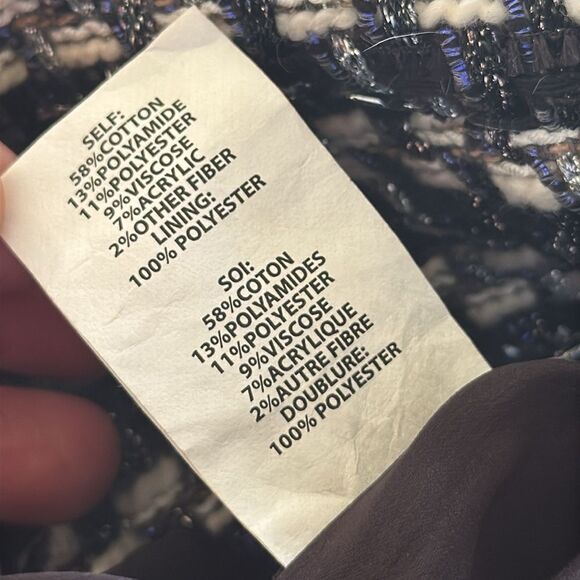 SELF:
58%COTTON
13%POLYAMIDE
11%POLYESTER
9%VISCOSE
7%ACRYLIC
2%OTHER FIBER
LINING:
100% POLYESTER
SOI:
58%COTON
13%POLYAMIDES
11%POLYESTER
9%VISCOSE
7%ACRYLIQUE
2%AUTRE FIBRE
DOUBLURE:
100% POLYESTER